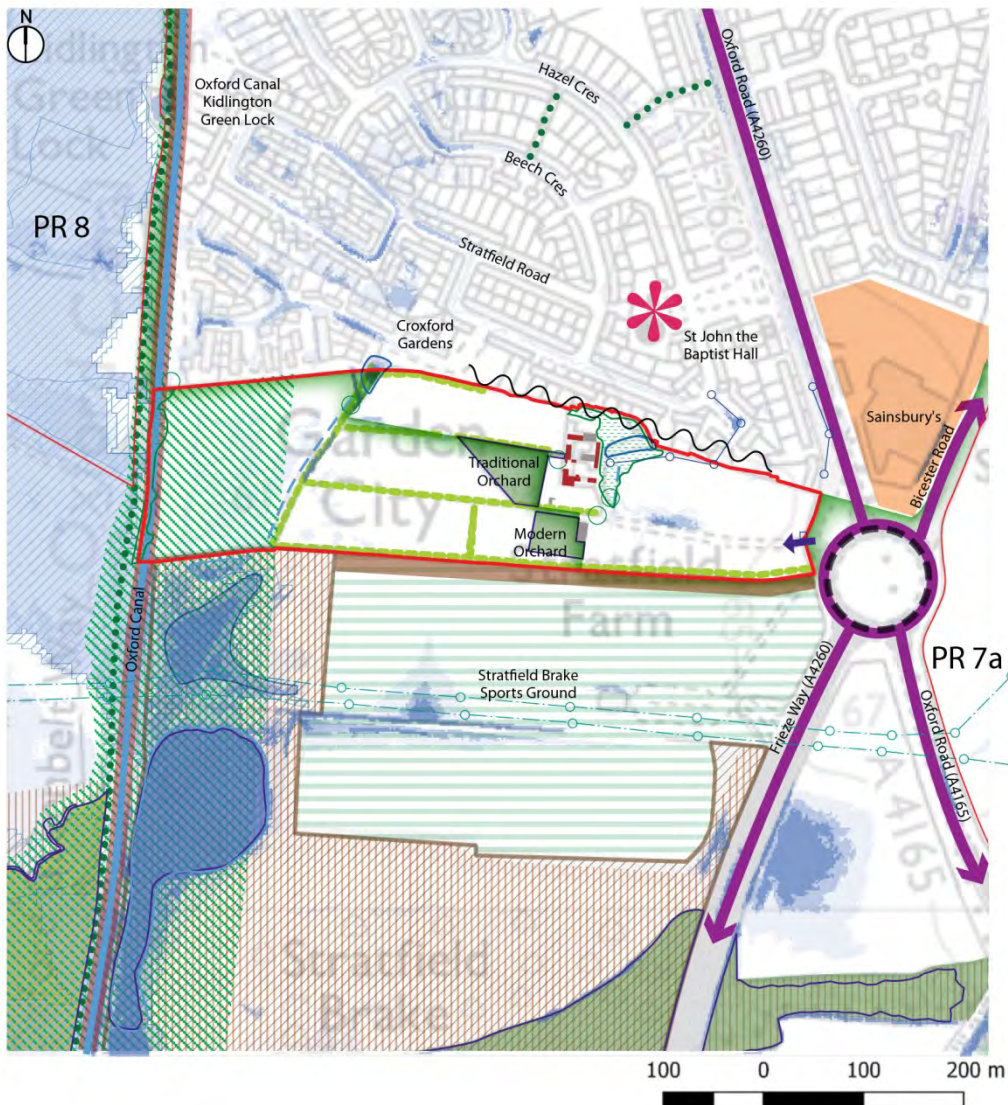 N
Oxford Road (A4260)
Hazel Cres
Oxford Canal
Kidlington
Green Lock
Beech Cres
PR 8
Stratfield Road
Croxford
Gardens
St John the
Baptist Hall
Sainsbury's
Bicester Road
Garden
City
Traditional
Orchard
Modern
Orchard
Stratfield
Farm
Oxford Canal
PR 7a
Stratfield Brake
Sports Ground
Frieze Way (A4260)
Oxford Road (A4165)
A 4165
Stratfield
Brake
100 0 100 200 m